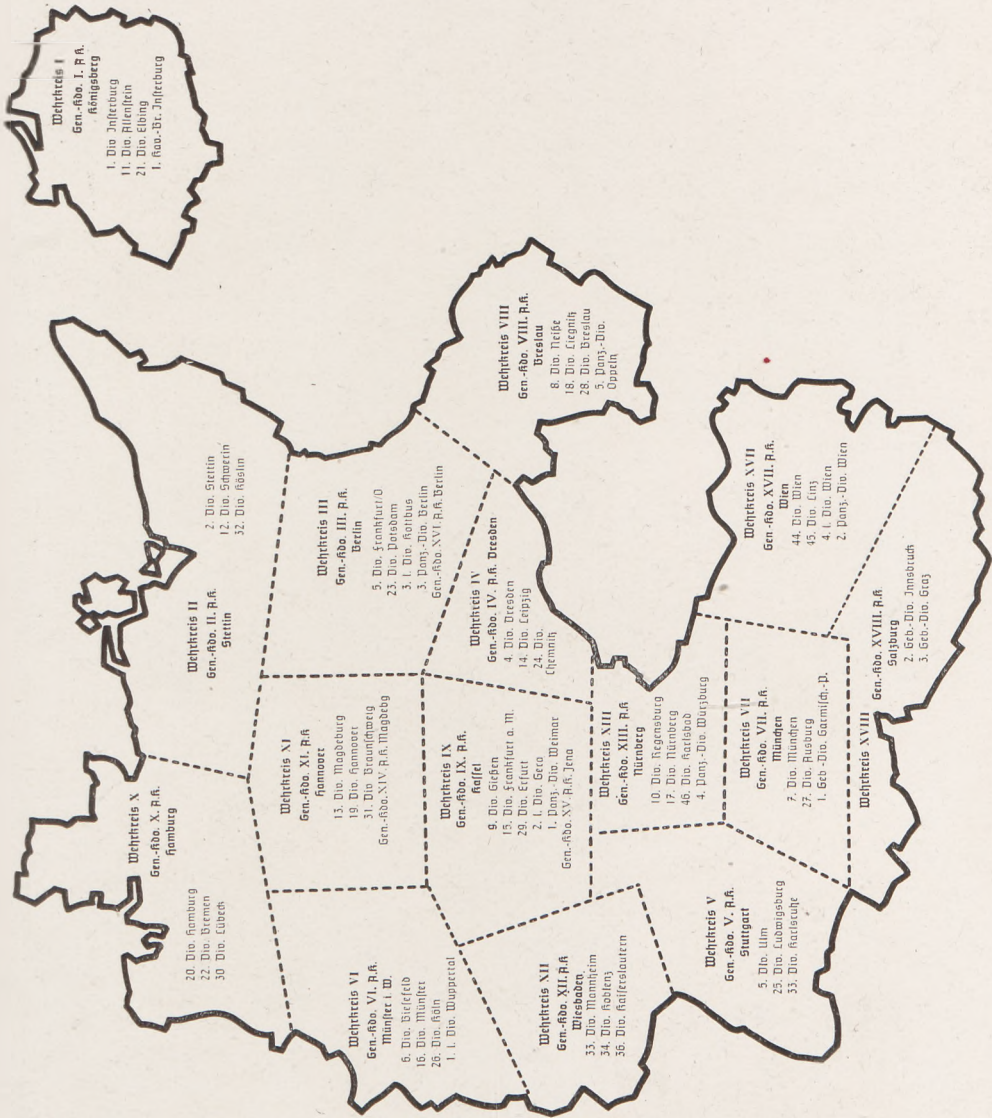 Wehrkreis I
Gen.-Kdo. I. A.K.
Königsberg
1. Div. Insterburg
11. Div. Allenstein
21. Div. Elbing
1. Kav.-Br. Insterburg
Wehrkreis II
Gen.-Kdo. II. A.K.
Stettin
2. Div. Stettin
12. Div. Schwerin
32. Div. Köslin
Wehrkreis X
Gen.-Kdo. X. A.K.
Hamburg
20. Div. Hamburg
22. Div. Bremen
30 Div. Lübeck
Wehrkreis III
Gen.-Kdo. III. A.K.
Berlin
5. Div. Frankfurt/O
23. Div. Potsdam
3. l. Div. Kottbus
3. Panz.-Div. Berlin
Gen.-Kdo. XVI. A.K. Berlin
Wehrkreis XI
Gen.-Kdo. XI. A.K
Hannover
13. Div. Magdeburg
19. Div. Hannover
31. Div Braunschweig
Gen.-Kdo. XIV. A.K. Magdebg
Wehrkreis VI
Gen.-Kdo. VI. A.K.
Münster i. W.
6. Div. Bielefeld
16. Div. Münster
26. Div. Köln
1. l. Div. Wuppertal
Wehrkreis VIII
Gen.-Kdo. VIII. A.K.
Breslau
8. Div. Neiße
18. Div. Liegnitz
28. Div. Breslau
5. Panz.-Div.
Oppeln
Wehrkreis IV
Gen.-Kdo. IV. A.K. Dresden
4. Div. Dresden
14. Div. Leipzig
24. Div.
Chemnitz
Wehrkreis IX
Gen.-Kdo. IX. A.K.
Kassel
9. Div. Gießen
15. Div. Frankfurt a. M.
29. Div. Erfurt
2. l. Div. Gera
1. Panz.-Div. Weimar
Gen.-Kdo. XV. A.K. Jena
Wehrkreis XII
Gen.-Kdo. XII. A.K
Wiesbaden
33. Div. Mannheim
34. Div. Koblenz
36. Div. Kaiserslautern
Wehrkreis XIII
Gen.-Kdo. XIII. A.K
Nürnberg
10. Div. Regensburg
17. Div. Nürnberg
46. Div. Karlsbad
4. Panz.-Div. Würzburg
Wehrkreis V
Gen.-Kdo. V. A.K.
Stuttgart
5. Div. Ulm
25. Div. Ludwigsburg
33. Div. Karlsruhe
Wehrkreis VII
Gen.-Kdo. VII. A.K.
München
7. Div. München
27. Div. Ausburg
1. Geb.-Div. Garmisch.-P.
Wehrkreis XVII
Gen-Kdo. XVII. A.K.
Wien
44. Div. Wien
45. Div. Linz
4. l. Div. Wien
2. Panz.-Div. Wien
Wehrkreis XVIII
Gen.-Kdo. XVIII. A.K
Salzburg
2. Geb.-Div. Innsbruck
3. Geb.-Div. Graz